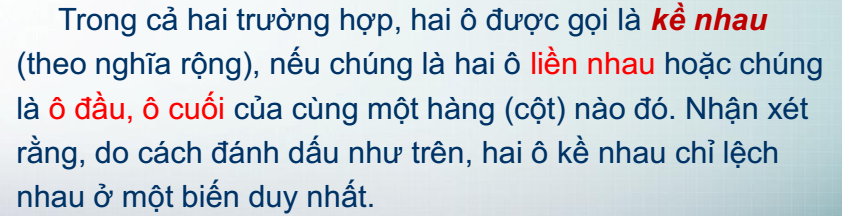 Trong cả hai trường hợp, hai ô được gọi là kề nhau
(theo nghĩa rộng), nếu chúng là hai ô liền nhau hoặc chúng
là ô đầu, ô cuối của cùng một hàng (cột) nào đó. Nhận xét
rằng, do cách đánh dấu như trên, hai ô kề nhau chỉ lệch
nhau ở một biến duy nhất.